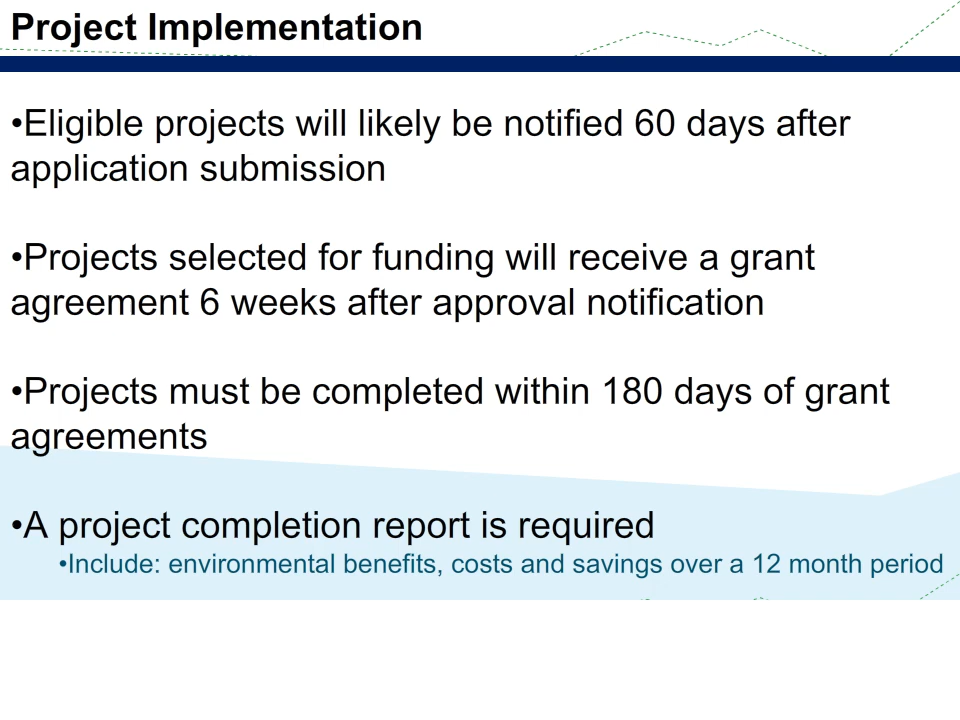 Project Implementation
•Eligible projects will likely be notified 60 days after
application submission
•Projects selected for funding will receive a grant
agreement 6 weeks after approval notification
•Projects must be completed within 180 days of grant
agreements
•A project completion report is required
•Include: environmental benefits, costs and savings over a 12 month period